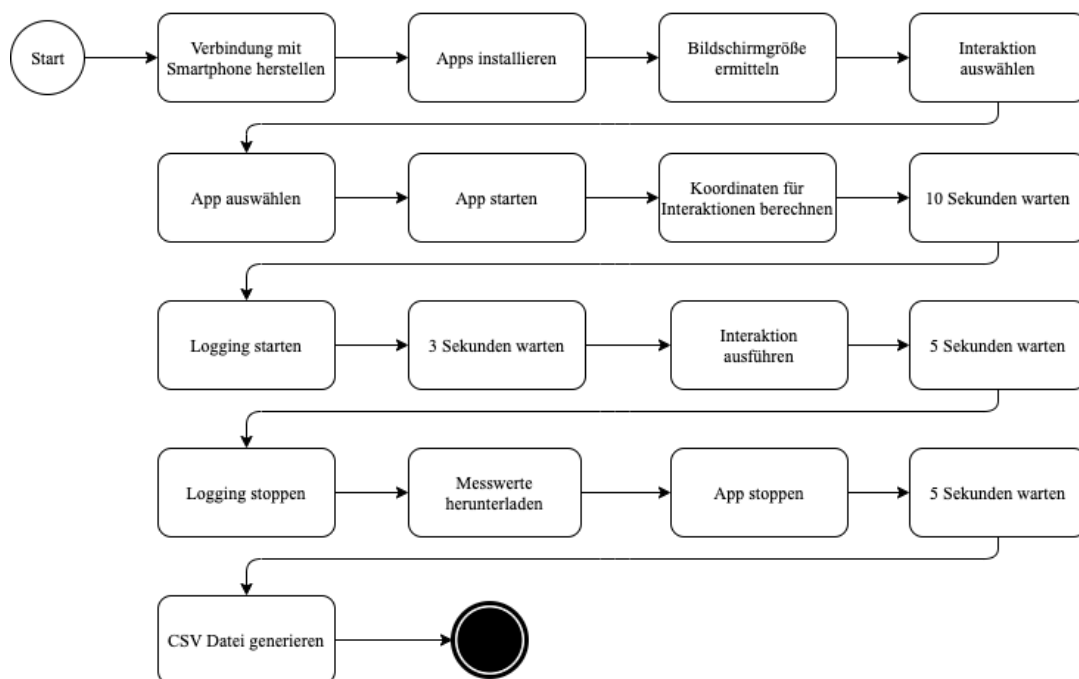 Start
Verbindung mit
Smartphone herstellen
Apps installieren
Bildschirmgröße
ermitteln
Interaktion
auswählen
App auswählen
App starten
Koordinaten für
Interaktionen berechnen
10 Sekunden warten
Logging starten
3 Sekunden warten
Interaktion
ausführen
5 Sekunden warten
Logging stoppen
Messwerte
herunterladen
App stoppen
5 Sekunden warten
CSV Datei generieren